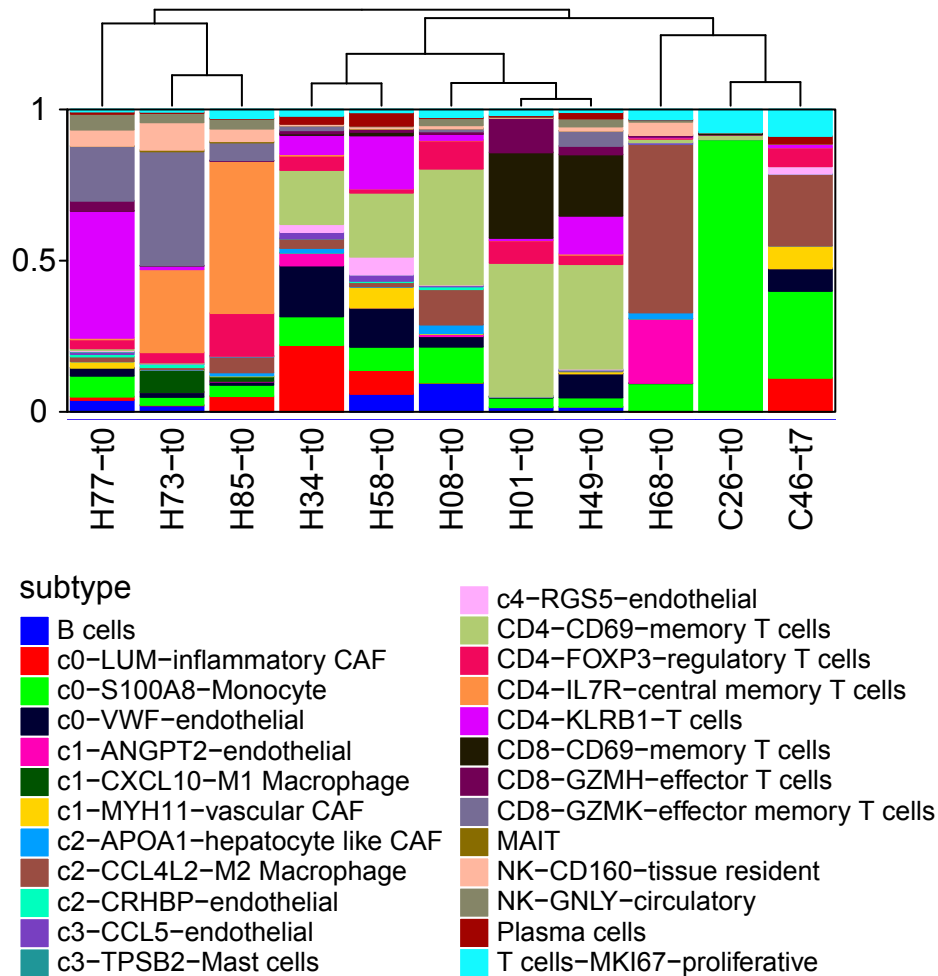 1
0.5
0
H77−t0
H73−t0
H85−t0
H34−t0
H58−t0
H08−t0
H01−t0
H49−t0
H68−t0
C26−t0
C46−t7
subtype
B cells
c0−LUM−inflammatory CAF
c0−S100A8−Monocyte
c0−VWF−endothelial
c1−ANGPT2−endothelial
c1−CXCL10−M1 Macrophage
c1−MYH11−vascular CAF
c2−APOA1−hepatocyte like CAF
c2−CCL4L2−M2 Macrophage
c2−CRHBP−endothelial
c3−CCL5−endothelial
c3−TPSB2−Mast cells
c4−RGS5−endothelial
CD4−CD69−memory T cells
CD4−FOXP3−regulatory T cells
CD4−IL7R−central memory T cells
CD4−KLRB1−T cells
CD8−CD69−memory T cells
CD8−GZMH−effector T cells
CD8−GZMK−effector memory T cells
MAIT
NK−CD160−tissue resident
NK−GNLY−circulatory
Plasma cells
T cells−MKI67−proliferative